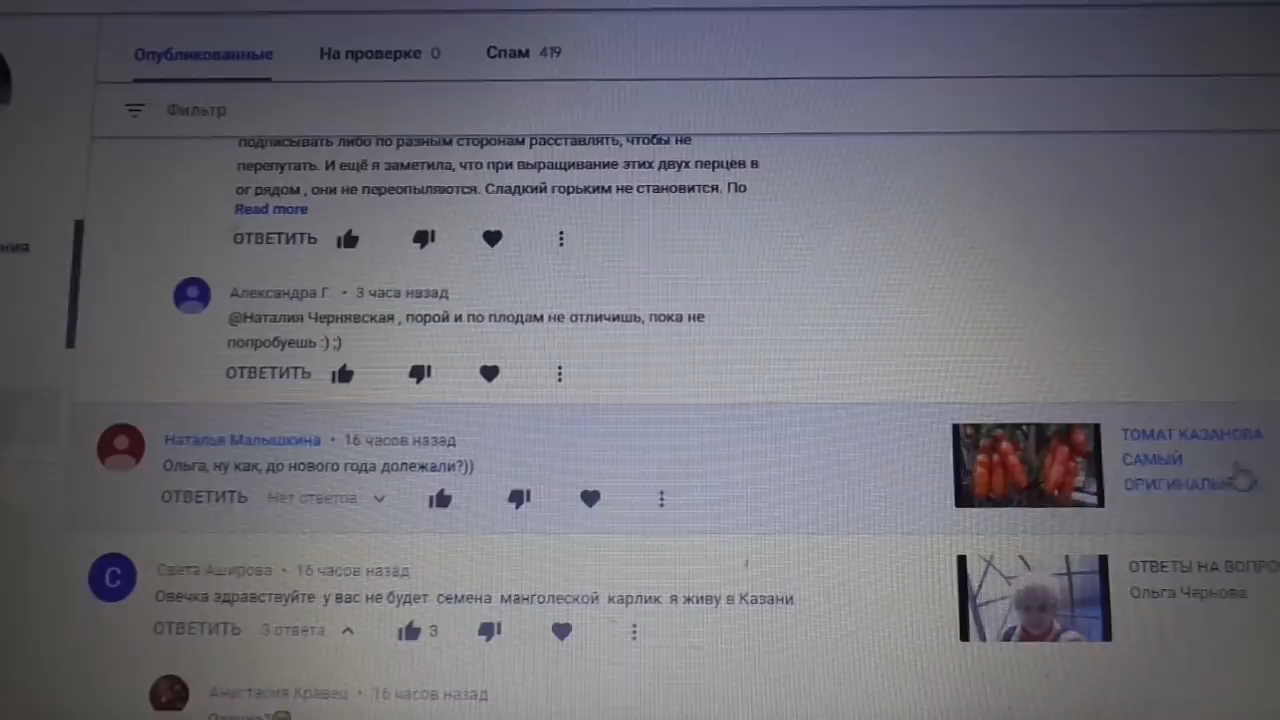 Опубликованные На проверке 0 Спам 419
Фильтр
подписывать либо по разным сторонам расставлять, чтобы не
перепутать. И ещё я заметила, что при выращивание этих двух перцев в
ог рядом , они не переопыляются. Сладкий горьким не становится. По
Read more
ОТВЕТИТЬ
ния
Александра Г. • 3 часа назад
@Наталия Чернявская , порой и по плодам не отличишь, пока не
попробуешь :) ;)
ОТВЕТИТЬ
Наталья Малышкина • 16 часов назад
Ольга, ну как, до нового года долежали?))
ОТВЕТИТЬ Нет ответов
ТОМАТ КАЗАНОВА
САМЫЙ
С
Света Аширова • 16 часов назад
Овечка здравствуйте у вас не будет семена манголеской карлик я живу в Казани
ОТВЕТИТЬ 3 ответа 3
ОТВЕТЫ НА ВОПРО
Ольга Чернова
Анастасия Кравец • 16 часов назад